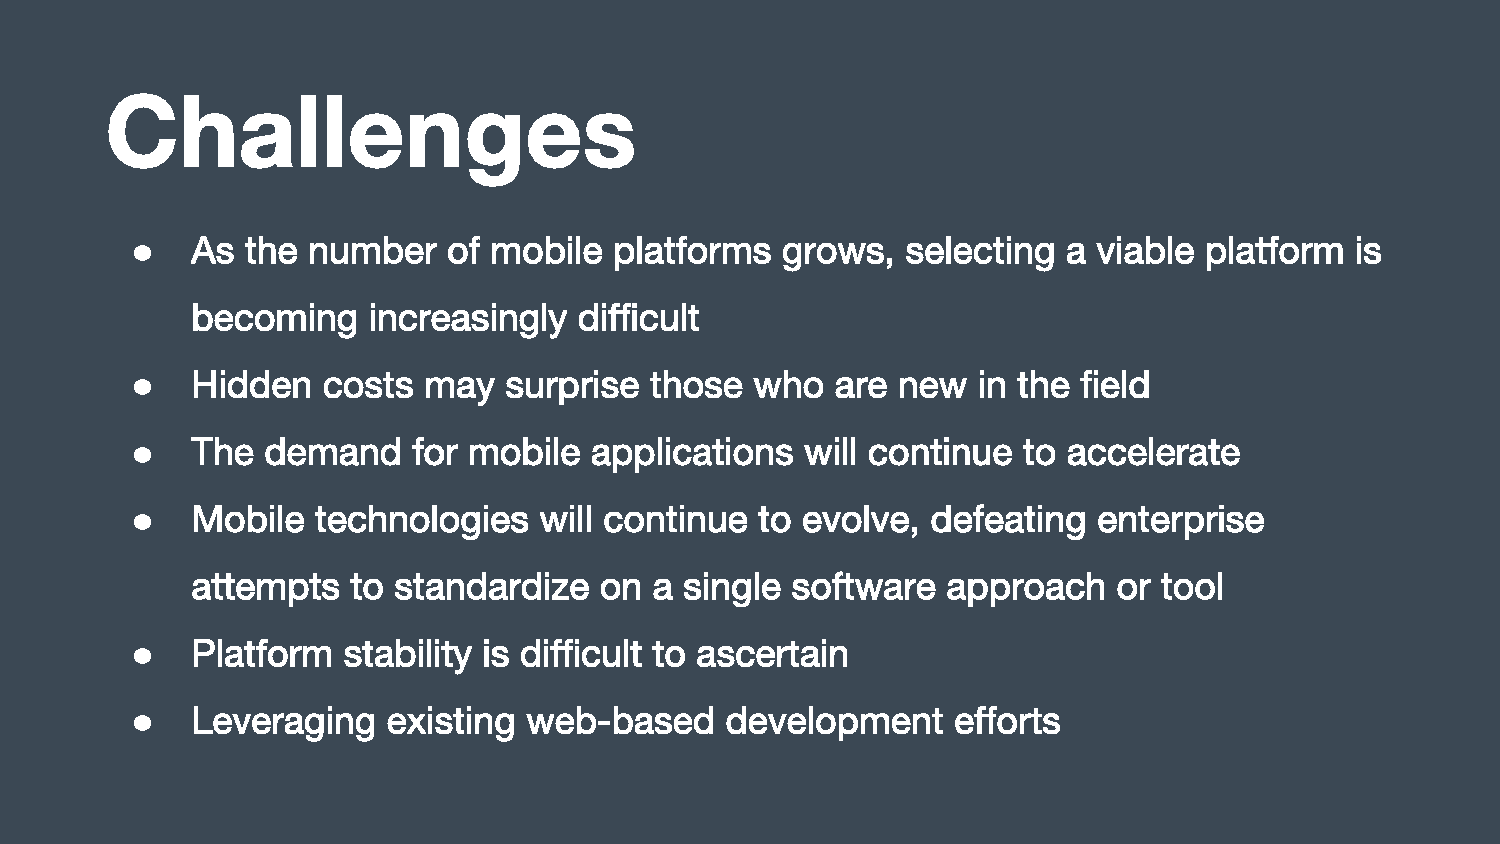 Challenges
● As the number of mobile platforms grows, selecting a viable platform is
becoming increasingly difficult
● Hidden costs may surprise those who are new in the field
● The demand for mobile applications will continue to accelerate
● Mobile technologies will continue to evolve, defeating enterprise
attempts to standardize on a single software approach or tool
● Platform stability is difficult to ascertain
● Leveraging existing web-based development efforts